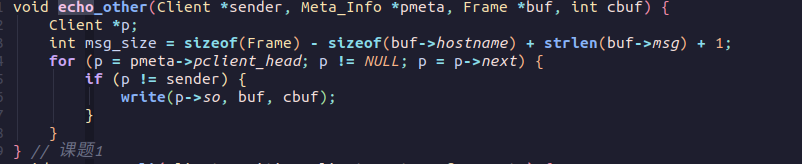 void echo_other(Client *sender, Meta_Info *pmeta, Frame *buf, int cbuf) {
    Client *p;
    int msg_size = sizeof(Frame) - sizeof(buf->hostname) + strlen(buf->msg) + 1;
    for (p = pmeta->pclient_head; p != NULL; p = p->next) {
        if (p != sender) {
            write(p->so, buf, cbuf);
        }
    }
} // 课题1